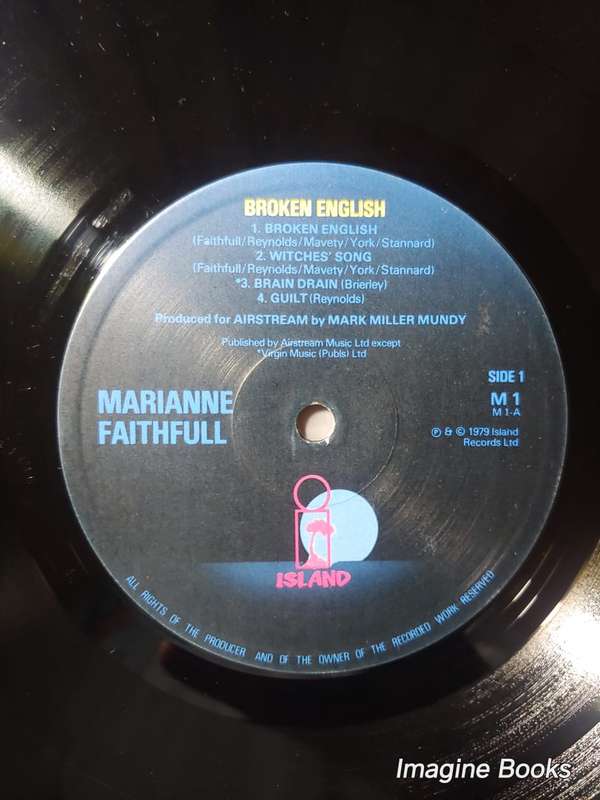 BROKEN ENGLISH
1. BROKEN ENGLISH
(Faithfull/Reynolds/Mavety/York/Stannard)
2. WITCHES' SONG
(Faithfull/Reynolds/Mavety/York/Stannard)
*3. BRAIN DRAIN (Brierley)
4. GUILT (Reynolds)
Produced for AIRSTREAM by MARK MILLER MUNDY
Published by Airstream Music Ltd except
*Virgin Music (Publs) Ltd
SIDE 1
M 1
M 1-A
MARIANNE
FAITHFULL
℗ & © 1979 Island
Records Ltd
ISLAND
ALL RIGHTS OF THE PRODUCER AND OF THE OWNER OF THE RECORDED WORK RESERVED
Imagine Books